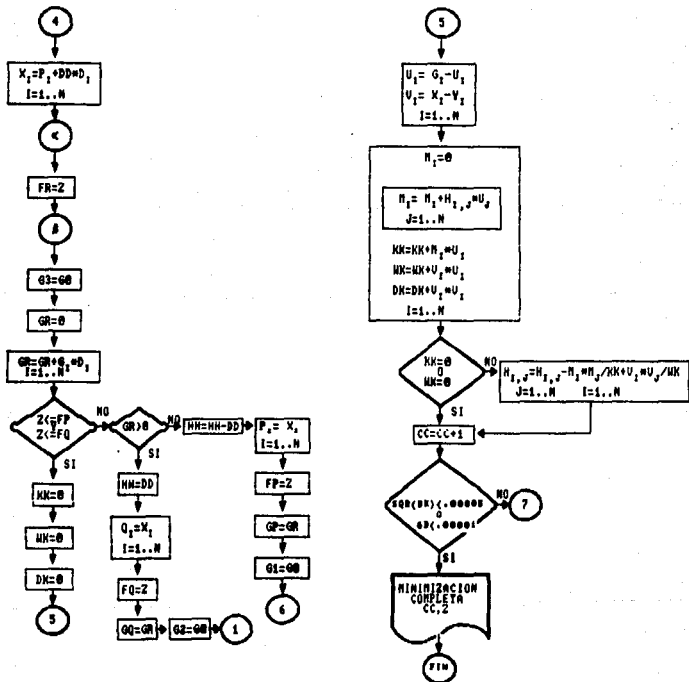 4
X_I=P_I+DD*D_I
I=1..N
FR=Z
G3=G0
GR=0
GR=GR+G_I*D_I
I=1..N
Z<=FP
Y
Z<=FQ
NO
SI
GR>0
NO
SI
HH=HH-DD
P_I= X_I
I=1..N
FP=Z
GP=GR
G1=G0
6
KK=0
WK=0
DK=0
5
HH=DD
Q_I=X_I
I=1..N
FQ=Z
GQ=GR
G2=G0
1
5
U_I= G_I-U_I
V_I= X_I-Y_I
I=1..N
M_I=0
M_I= M_I+H_I,J*U_J
J=1..N
KK=KK+M_I*U_I
WK=WK+V_I*U_I
DK=DK+V_I*V_I
I=1..N
KK=0
O
WK=0
NO
SI
H_I,J=H_I,J-M_I*M_J/KK+V_I*V_J/WK
J=1..N I=1..N
CC=CC+1
SQR(DK)<.00005
O
G3<.00001
NO
7
SI
MINIMIZACION
COMPLETA
CC,Z
FIN